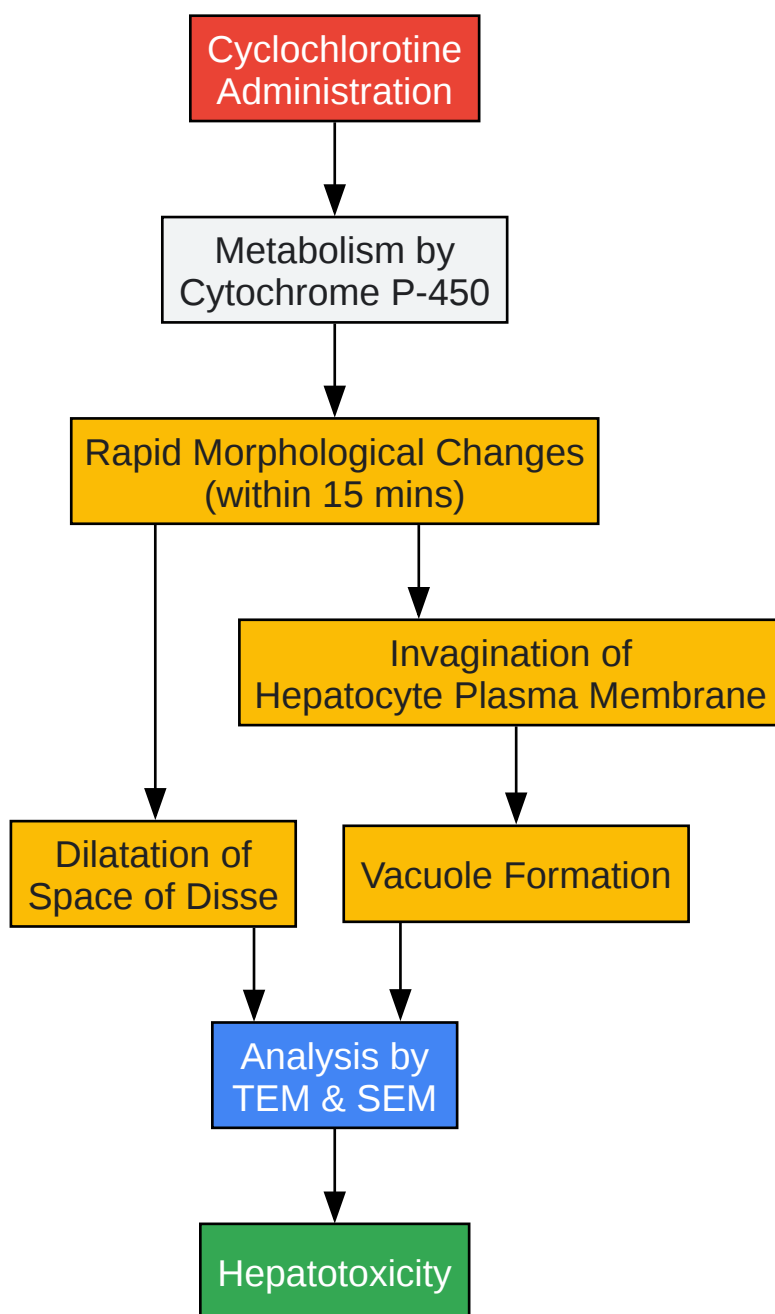 Cyclochlorotine
Administration
Metabolism by
Cytochrome P-450
Rapid Morphological Changes
(within 15 mins)
Invagination of
Hepatocyte Plasma Membrane
Dilatation of
Space of Disse
Vacuole Formation
Analysis by
TEM & SEM
Hepatotoxicity